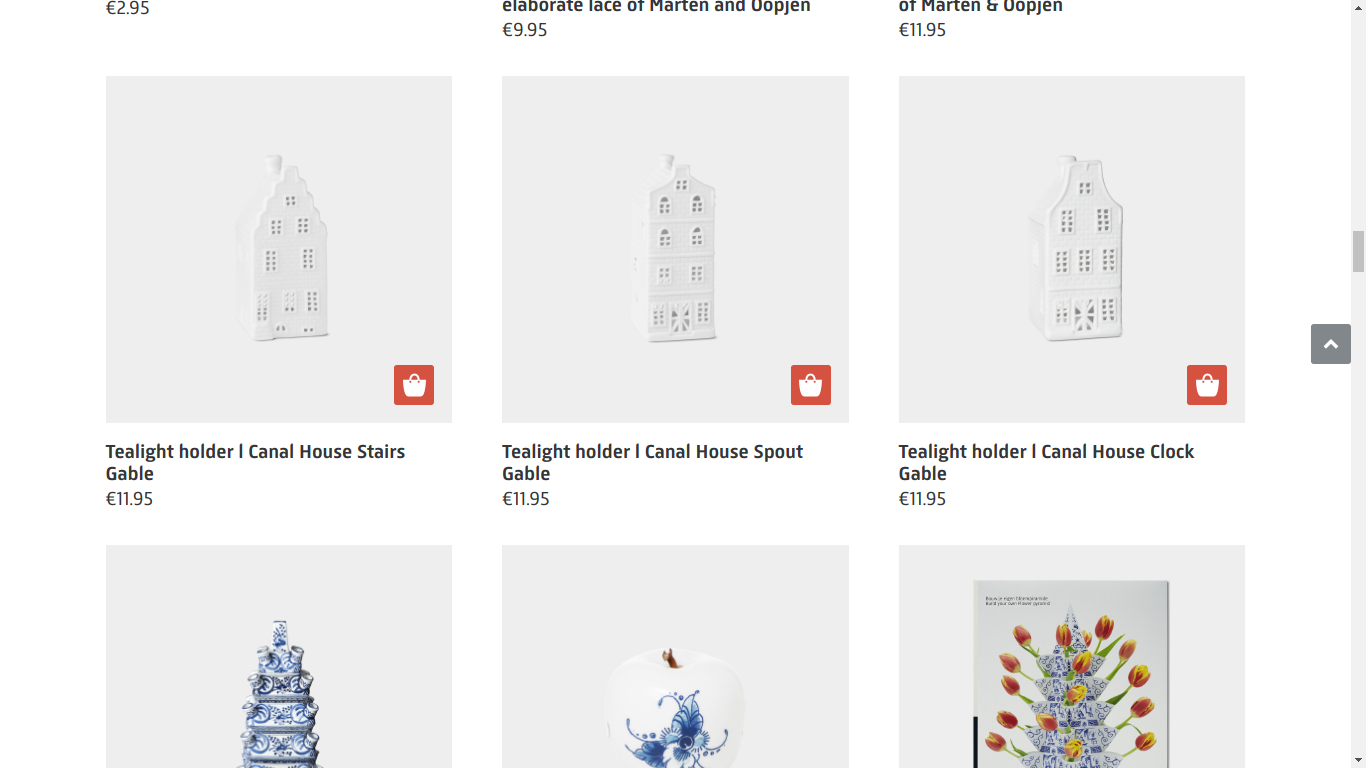 €2.95
elaborate lace of Marten and Oopjen
€9.95
of Marten & Oopjen
€11.95
Tealight holder l Canal House Stairs
Gable
€11.95
Tealight holder l Canal House Spout
Gable
€11.95
Tealight holder l Canal House Clock
Gable
€11.95
Bouw je eigen bloempiramide
Build your own flower pyramid